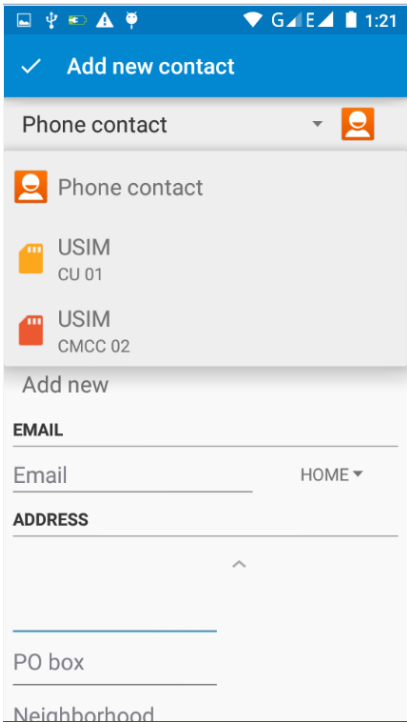 G E 1:21
Add new contact
Phone contact
Phone contact
USIM
CU 01
USIM
CMCC 02
Add new
EMAIL
Email HOME
ADDRESS
PO box
Neighborhood